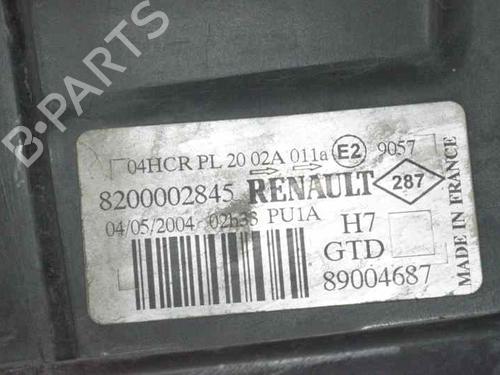 04HCR PL 20 02A 011a E2 9057
8200002845 RENAULT 287
04/05/2004 02h38 PU1A
H7
GTD
89004687
MADE IN FRANCE
B-PARTS